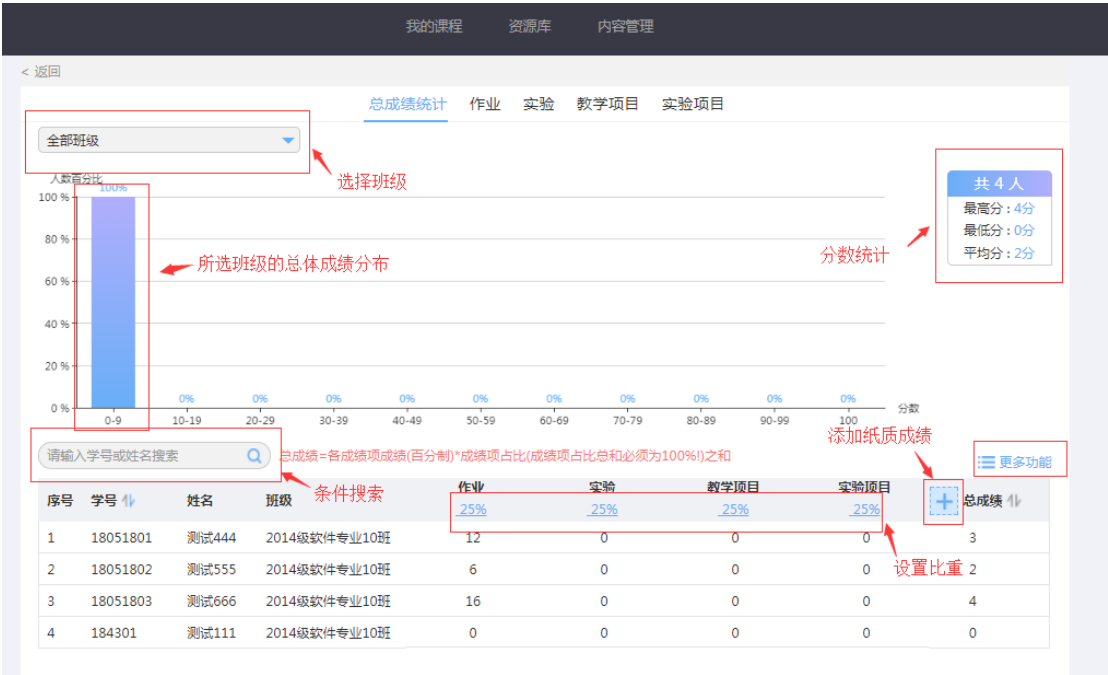 我的课程 资源库 内容管理
< 返回
总成绩统计 作业 实验 教学项目 实验项目
全部班级
选择班级
人数百分比
100%
100 %
80 %
60 %
40 %
20 %
0 %
所选班级的总体成绩分布
共 4 人
最高分：4分
最低分：0分
平均分：2分
分数统计
0% 0% 0% 0% 0% 0% 0% 0% 0% 0%
0-9 10-19 20-29 30-39 40-49 50-59 60-69 70-79 80-89 90-99 100
分数
添加纸质成绩
请输入学号或姓名搜索
总成绩=各成绩项成绩(百分制)*成绩项占比(成绩项占比总和必须为100%!)之和
更多功能
条件搜索
序号 学号 姓名 班级 作业 实验 教学项目 实验项目 总成绩
25% 25% 25% 25%
1 18051801 测试444 2014级软件专业10班 12 0 0 0 3
设置比重
2 18051802 测试555 2014级软件专业10班 6 0 0 0 2
3 18051803 测试666 2014级软件专业10班 16 0 0 0 4
4 184301 测试111 2014级软件专业10班 0 0 0 0 0